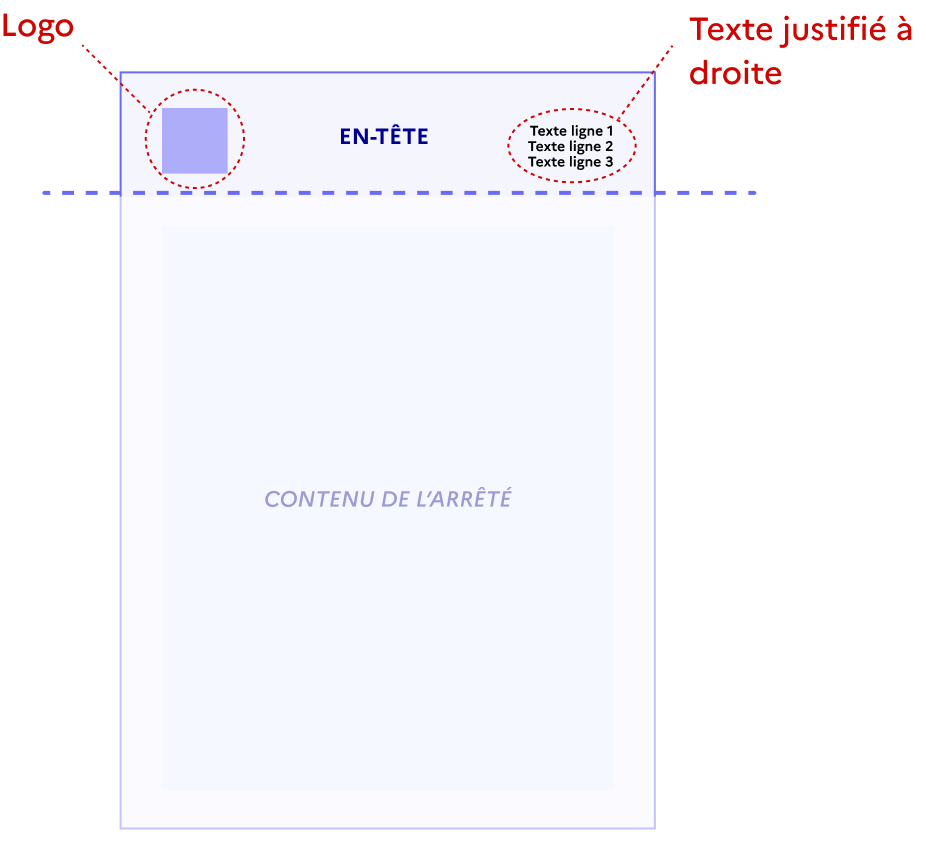 Logo
Texte justifié à
droite
EN-TÊTE
Texte ligne 1
Texte ligne 2
Texte ligne 3
CONTENU DE L’ARRÊTÉ